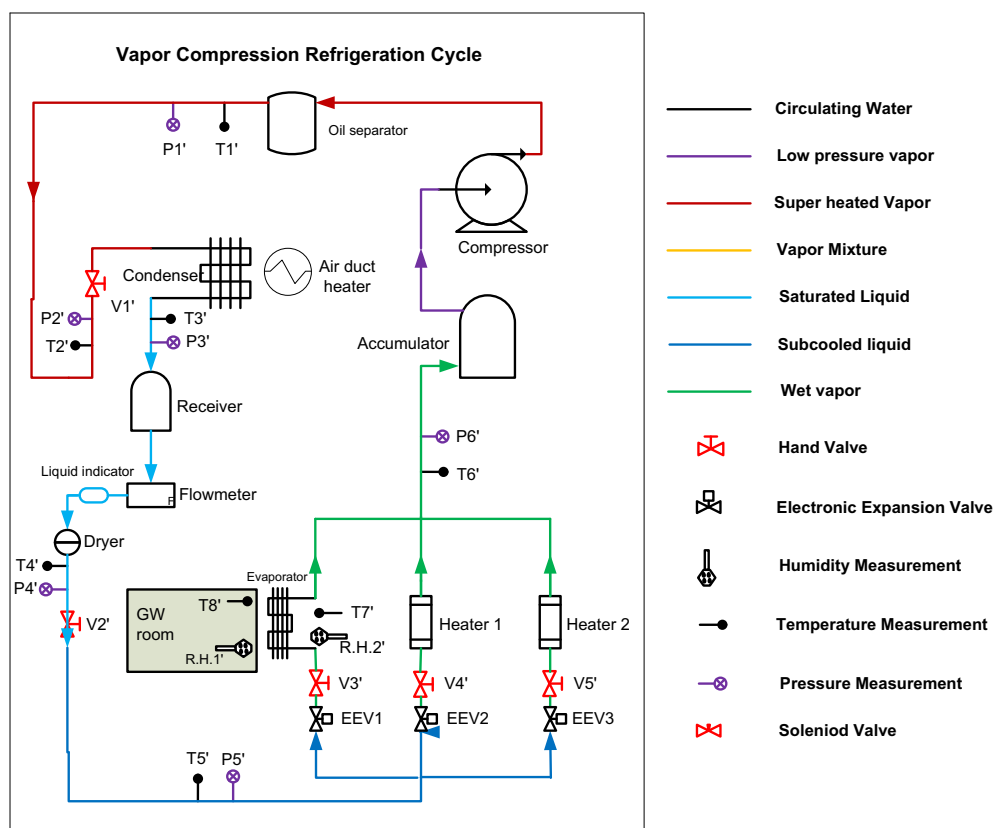 Vapor Compression Refrigeration Cycle
Oil separator
P1'
T1'
Compressor
Condenser
Air duct
heater
V1'
P2'
T2'
T3'
P3'
Accumulator
Receiver
P6'
T6'
Liquid indicator
Flowmeter
F
Dryer
T4'
P4'
V2'
Evaporator
T8'
GW
room
R.H.1'
T7'
R.H.2'
Heater 1
Heater 2
V3'
V4'
V5'
EEV1
EEV2
EEV3
T5'
P5'
Circulating Water
Low pressure vapor
Super heated Vapor
Vapor Mixture
Saturated Liquid
Subcooled liquid
Wet vapor
Hand Valve
Electronic Expansion Valve
Humidity Measurement
Temperature Measurement
Pressure Measurement
Soleniod Valve